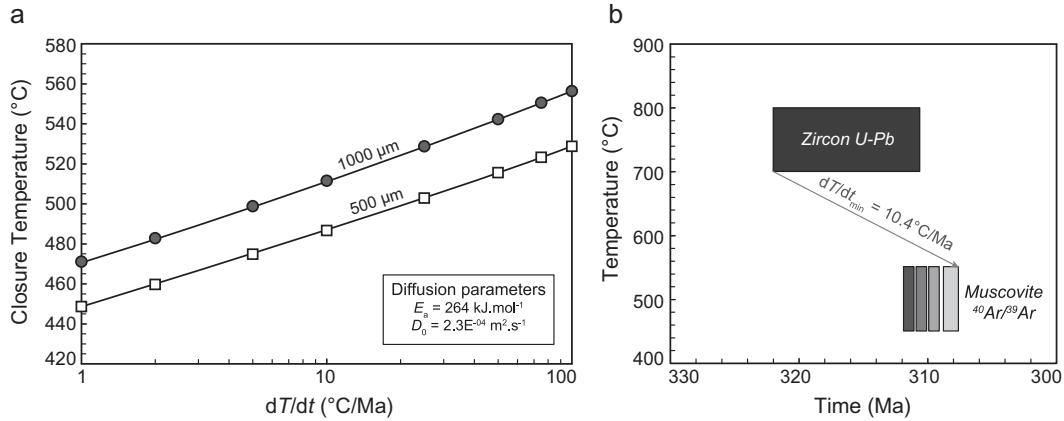 a
580
560
540
520
500
480
460
440
420
Closure Temperature (°C)
1000 µm
500 µm
Diffusion parameters
Eₐ = 264 kJ.mol⁻¹
D₀ = 2.3E⁻⁰⁴ m².s⁻¹
1
10
100
dT/dt (°C/Ma)
b
900
800
700
600
500
400
Temperature (°C)
Zircon U-Pb
dT/dt min = 10.4°C/Ma
Muscovite
⁴⁰Ar/³⁹Ar
330
320
310
300
Time (Ma)